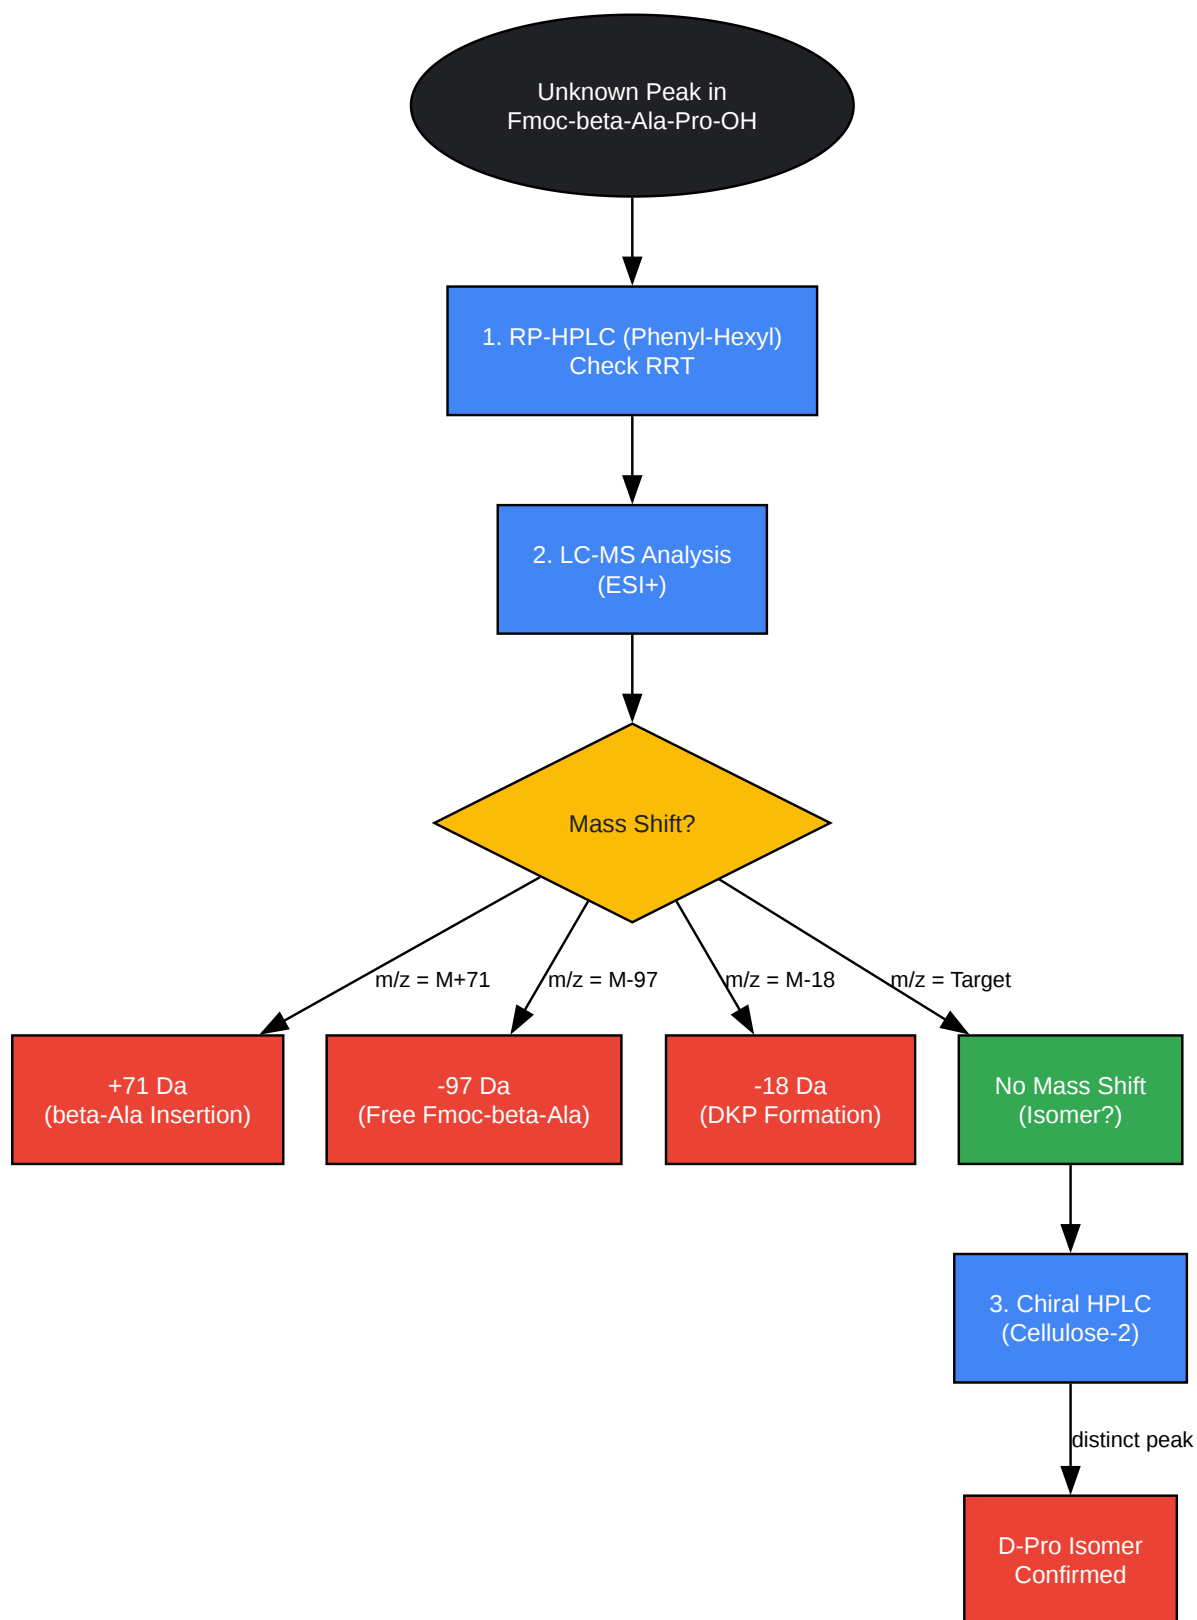 Unknown Peak in
Fmoc-beta-Ala-Pro-OH
1. RP-HPLC (Phenyl-Hexyl)
Check RRT
2. LC-MS Analysis
(ESI+)
Mass Shift?
m/z = M+71
m/z = M-97
m/z = M-18
m/z = Target
+71 Da
(beta-Ala Insertion)
-97 Da
(Free Fmoc-beta-Ala)
-18 Da
(DKP Formation)
No Mass Shift
(Isomer?)
3. Chiral HPLC
(Cellulose-2)
distinct peak
D-Pro Isomer
Confirmed